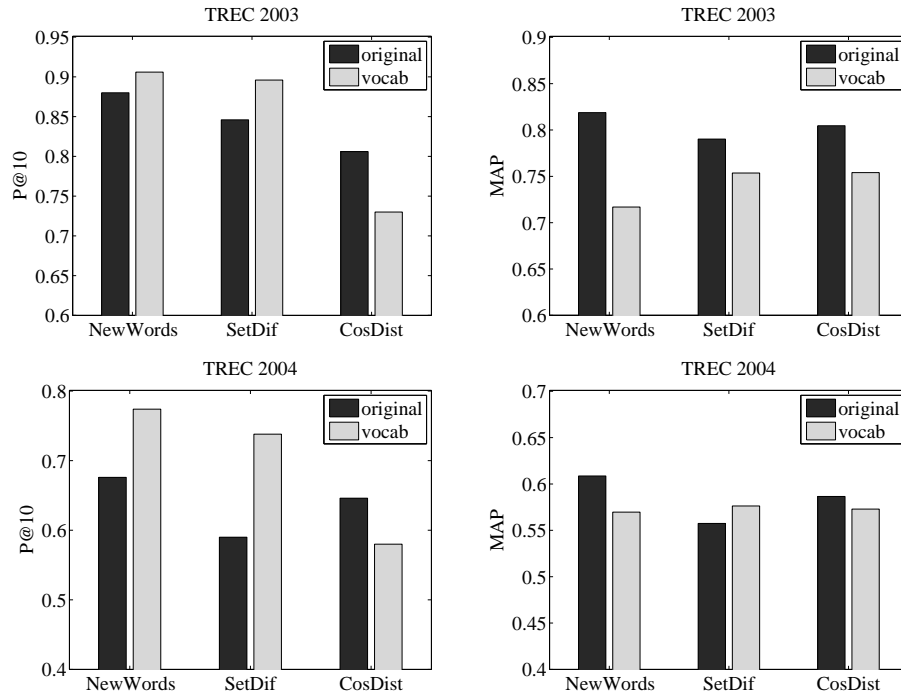 TREC 2003
0.95
0.9
0.85
0.8
0.75
0.7
0.65
0.6
P@10
original
vocab
NewWords SetDif CosDist
TREC 2003
0.9
0.85
0.8
0.75
0.7
0.65
0.6
MAP
original
vocab
NewWords SetDif CosDist
TREC 2004
0.8
0.7
0.6
0.5
0.4
P@10
original
vocab
NewWords SetDif CosDist
TREC 2004
0.7
0.65
0.6
0.55
0.5
0.45
0.4
MAP
original
vocab
NewWords SetDif CosDist